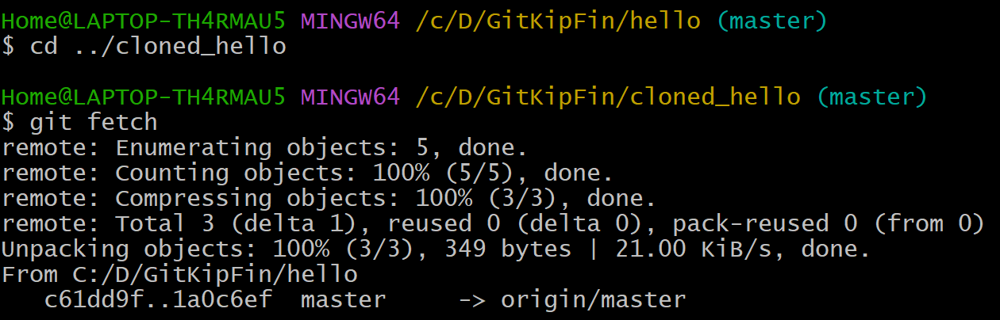 Home@LAPTOP-TH4RMAU5 MINGW64 /c/D/GitKipFin/hello (master)
$ cd ../cloned_hello
Home@LAPTOP-TH4RMAU5 MINGW64 /c/D/GitKipFin/cloned_hello (master)
$ git fetch
remote: Enumerating objects: 5, done.
remote: Counting objects: 100% (5/5), done.
remote: Compressing objects: 100% (3/3), done.
remote: Total 3 (delta 1), reused 0 (delta 0), pack-reused 0 (from 0)
Unpacking objects: 100% (3/3), 349 bytes | 21.00 KiB/s, done.
From C:/D/GitKipFin/hello
   c61dd9f..1a0c6ef  master     -> origin/master